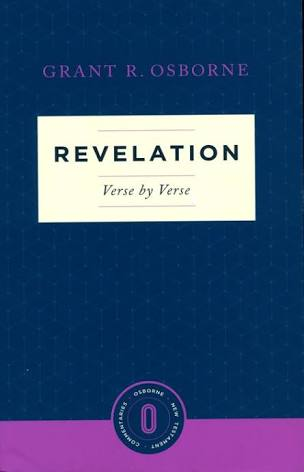 GRANT R. OSBORNE
REVELATION
Verse by Verse
OSBORNE · NEW TESTAMENT · COMMENTARIES ·
O